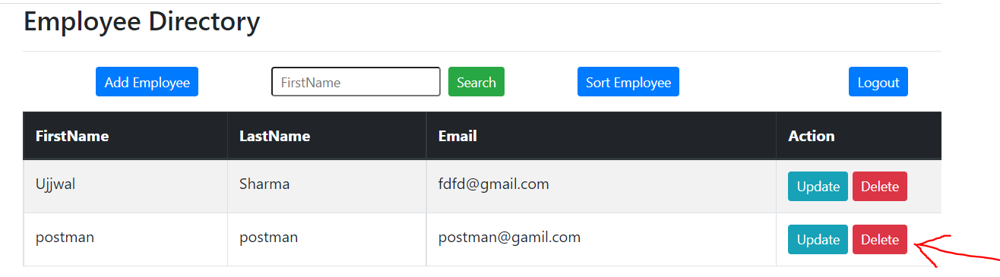 Employee Directory
Add Employee FirstName Search Sort Employee Logout
FirstName LastName Email Action
Ujjwal Sharma fdfd@gmail.com Update Delete
postman postman postman@gamil.com Update Delete